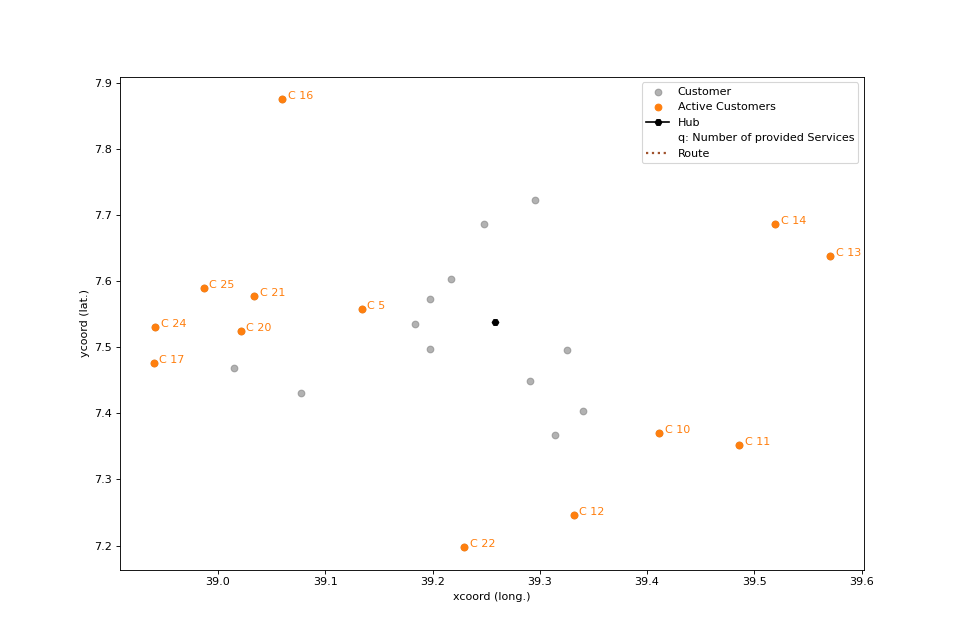 7.9
7.8
7.7
7.6
7.5
7.4
7.3
7.2
ycoord (lat.)
39.0
39.1
39.2
39.3
39.4
39.5
39.6
xcoord (long.)
Customer
Active Customers
Hub
q: Number of provided Services
Route
C 16
C 14
C 13
C 25
C 21
C 5
C 24
C 20
C 17
C 10
C 11
C 12
C 22